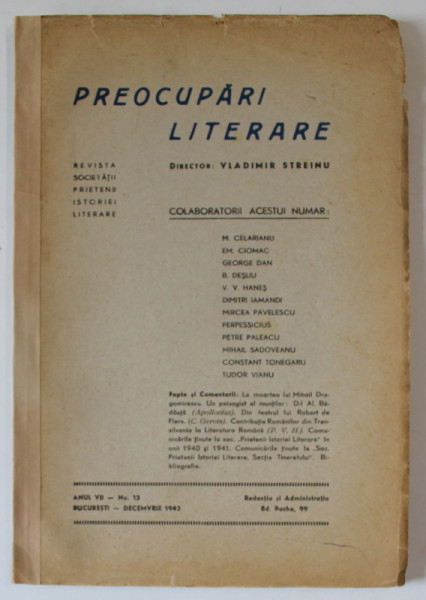 PREOCUPĂRI
LITERARE
REVISTA
SOCIETĂȚII
PRIETENII
ISTORIEI
LITERARE
DIRECTOR: VLADIMIR STREINU
COLABORATORII ACESTUI NUMAR:
M. CELARIANU
EM. CIOMAC
GEORGE DAN
B. DEȘLIU
V. V. HANEȘ
DIMITRI IAMANDI
MIRCEA PAVELESCU
PERPESSICIUS
PETRE PALEACU
MIHAIL SADOVEANU
CONSTANT TONEGARU
TUDOR VIANU
Fapte și Comentarii: La moartea lui Mihail Dra-
gomirescu. Un peisagist al munților: D-l Al. Bă-
dăuță (Apollonius). Din teatrul lui Robert de
Flers. (C. Gerota). Contribuția Românilor din Tran-
silvania la Literatura Română (P. V. H.). Comu-
nicările ținute la soc. „Prietenii Istoriei Literare" în
anii 1940 și 1941. Comunicările ținute la „Soc.
Prietenii Istoriei Literare, Secția Tineretului". Bi-
bliografie.
ANUL VII — No. 12
BUCUREȘTI — DECEMVRIE 1942
Redacția și Administrația
Bd. Pache, 99